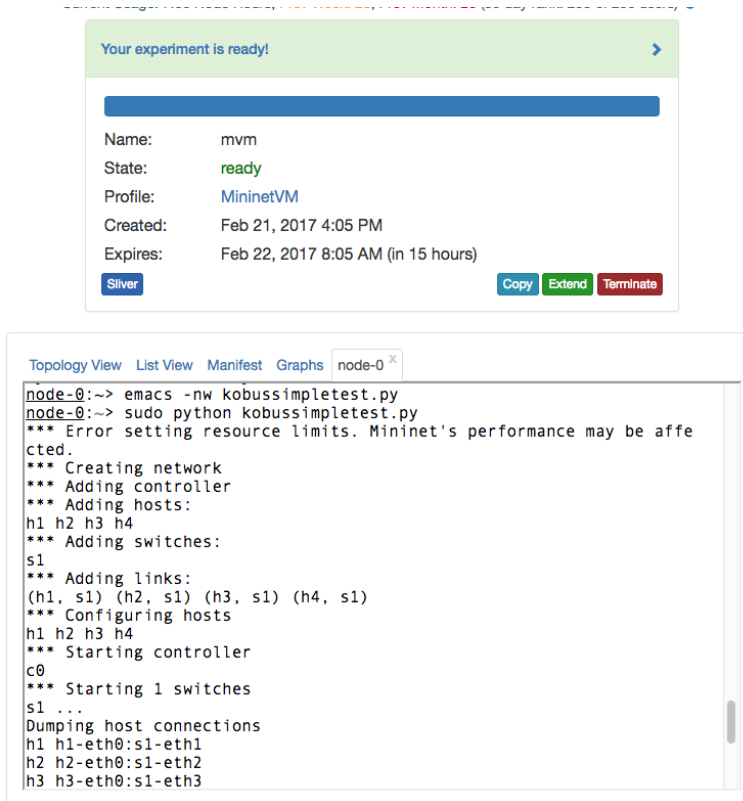 Your experiment is ready!
Name: mvm
State: ready
Profile: MininetVM
Created: Feb 21, 2017 4:05 PM
Expires: Feb 22, 2017 8:05 AM (in 15 hours)
Sliver Copy Extend Terminate
Topology View List View Manifest Graphs node-0 x
node-0:~> emacs -nw kobussimpletest.py
node-0:~> sudo python kobussimpletest.py
*** Error setting resource limits. Mininet's performance may be affe
cted.
*** Creating network
*** Adding controller
*** Adding hosts:
h1 h2 h3 h4
*** Adding switches:
s1
*** Adding links:
(h1, s1) (h2, s1) (h3, s1) (h4, s1)
*** Configuring hosts
h1 h2 h3 h4
*** Starting controller
c0
*** Starting 1 switches
s1 ...
Dumping host connections
h1 h1-eth0:s1-eth1
h2 h2-eth0:s1-eth2
h3 h3-eth0:s1-eth3